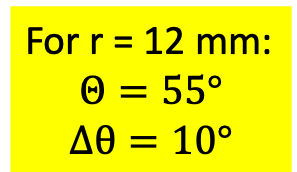 For r = 12 mm:
Θ = 55°
Δθ = 10°